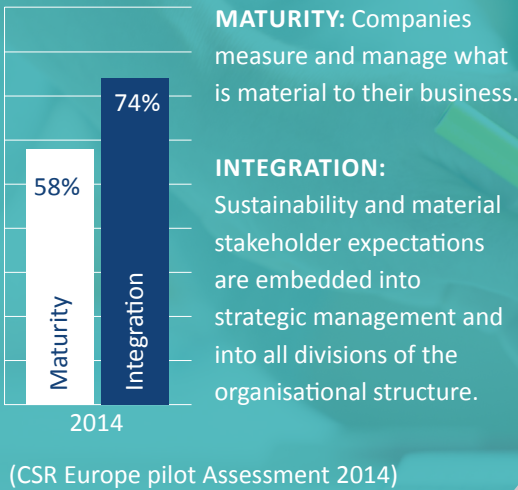 58%
74%
Maturity
Integration
2014
MATURITY: Companies
measure and manage what
is material to their business.
INTEGRATION:
Sustainability and material
stakeholder expectations
are embedded into
strategic management and
into all divisions of the
organisational structure.
(CSR Europe pilot Assessment 2014)